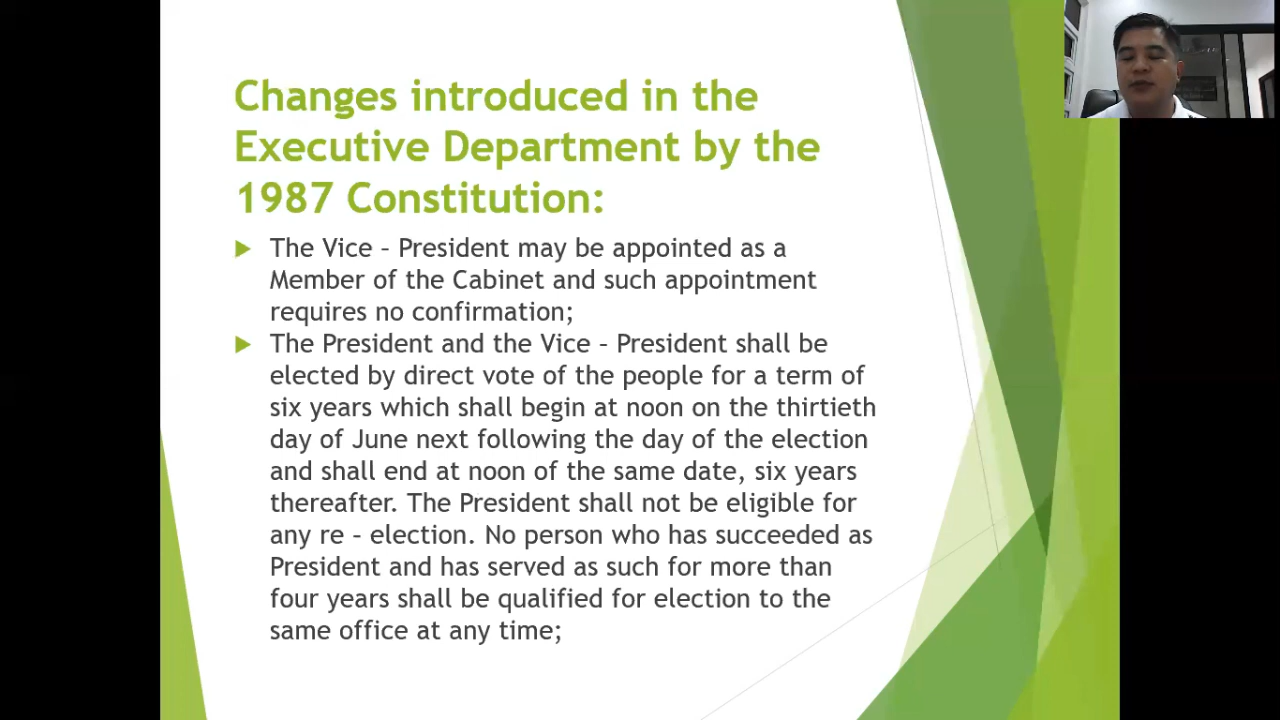 Changes introduced in the
Executive Department by the
1987 Constitution:
The Vice – President may be appointed as a
Member of the Cabinet and such appointment
requires no confirmation;
The President and the Vice – President shall be
elected by direct vote of the people for a term of
six years which shall begin at noon on the thirtieth
day of June next following the day of the election
and shall end at noon of the same date, six years
thereafter. The President shall not be eligible for
any re – election. No person who has succeeded as
President and has served as such for more than
four years shall be qualified for election to the
same office at any time;